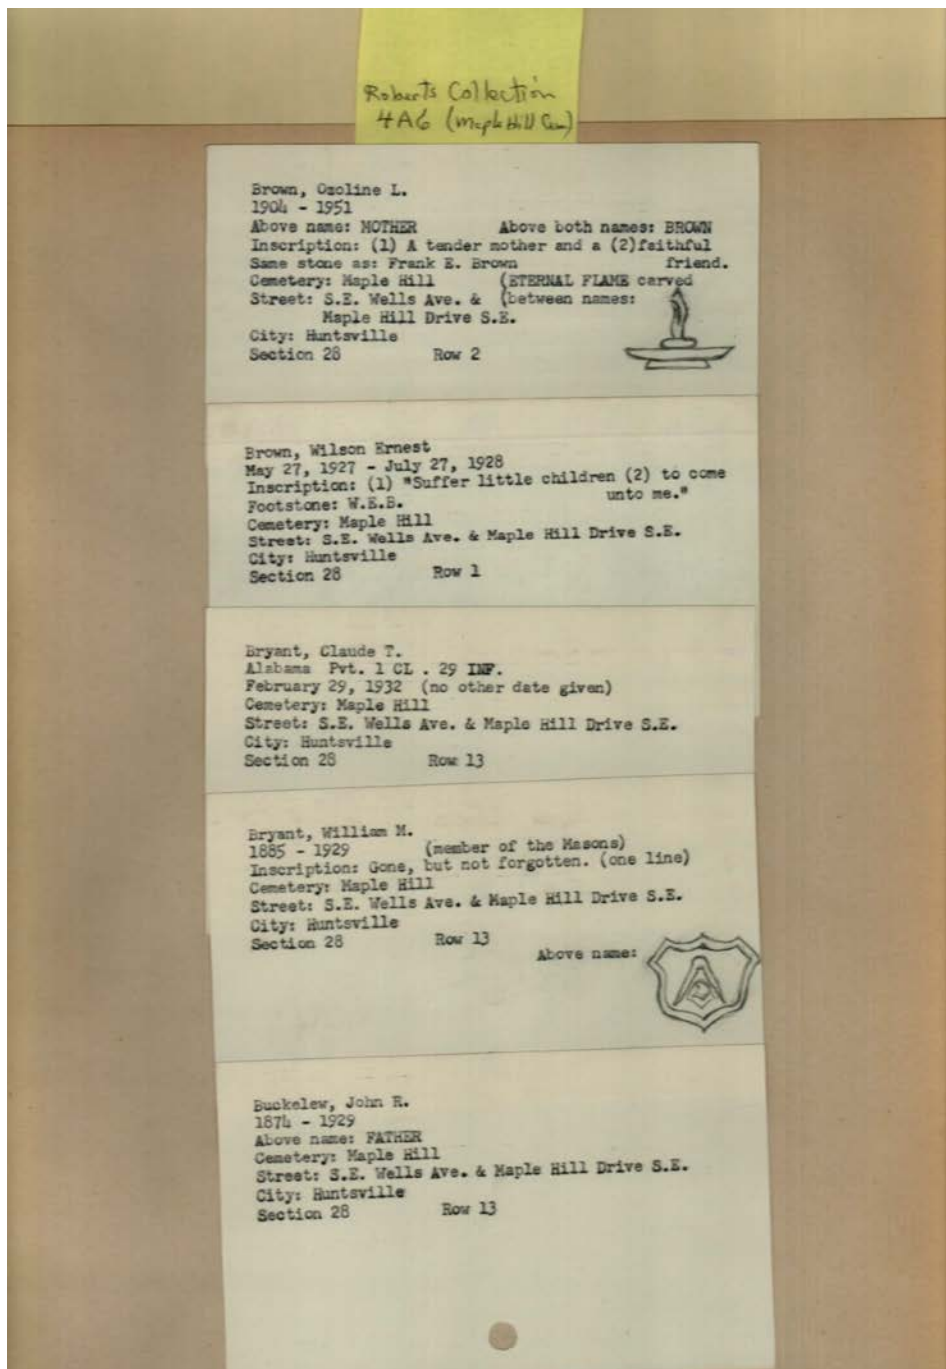 Roberts Collection
4A6 (Maple Hill Cem)
Brown, Ozoline L.
1904 - 1951
Above name: MOTHER Above both names: BROWN
Inscription: (1) A tender mother and a (2)faithful
Same stone as: Frank E. Brown friend.
Cemetery: Maple Hill (ETERNAL FLAME carved
Street: S.E. Wells Ave. & (between names:
Maple Hill Drive S.E.
City: Huntsville
Section 28 Row 2
Brown, Wilson Ernest
May 27, 1927 - July 27, 1928
Inscription: (1) "Suffer little children (2) to come
Footstone: W.E.B. unto me."
Cemetery: Maple Hill
Street: S.E. Wells Ave. & Maple Hill Drive S.E.
City: Huntsville
Section 28 Row 1
Bryant, Claude T.
Alabama Pvt. 1 CL . 29 INF.
February 29, 1932 (no other date given)
Cemetery: Maple Hill
Street: S.E. Wells Ave. & Maple Hill Drive S.E.
City: Huntsville
Section 28 Row 13
Bryant, William M.
1885 - 1929 (member of the Masons)
Inscription: Gone, but not forgotten. (one line)
Cemetery: Maple Hill
Street: S.E. Wells Ave. & Maple Hill Drive S.E.
City: Huntsville
Section 28 Row 13
Above name:
Buckelew, John R.
1874 - 1929
Above name: FATHER
Cemetery: Maple Hill
Street: S.E. Wells Ave. & Maple Hill Drive S.E.
City: Huntsville
Section 28 Row 13